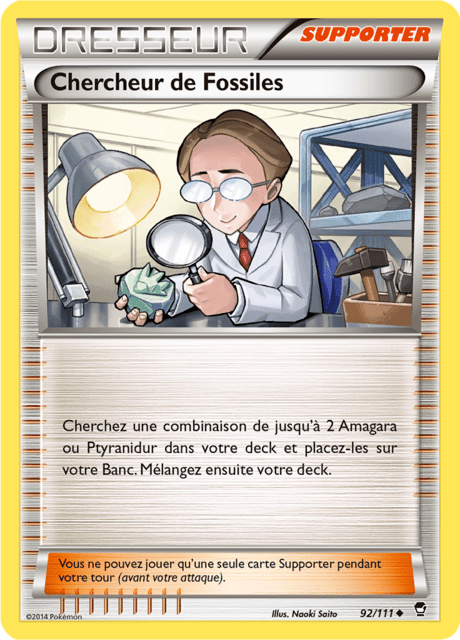 DRESSEUR
SUPPORTER
Chercheur de Fossiles
Cherchez une combinaison de jusqu'à 2 Amagara
ou Ptyranidur dans votre deck et placez-les sur
votre Banc. Mélangez ensuite votre deck.
Vous ne pouvez jouer qu'une seule carte Supporter pendant
votre tour (avant votre attaque).
©2014 Pokémon
Illus. Naoki Saito
92/111